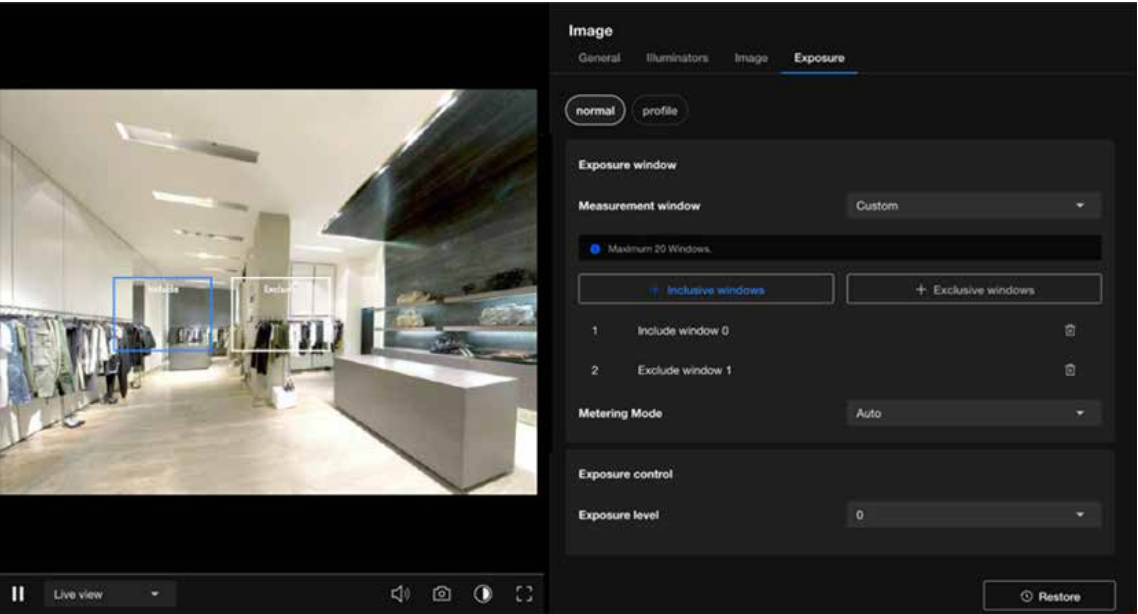 Image
General Illuminators Image Exposure
normal profile
Exposure window
Measurement window Custom
Maximum 20 Windows.
+ Inclusive windows + Exclusive windows
1 Include window 0
2 Exclude window 1
Metering Mode Auto
Exposure control
Exposure level 0
Include
Live view
Restore